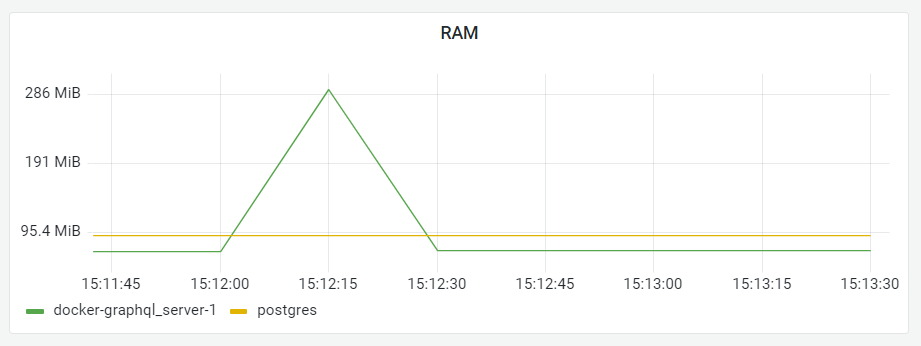 RAM
286 MiB
191 MiB
95.4 MiB
15:11:45 15:12:00 15:12:15 15:12:30 15:12:45 15:13:00 15:13:15 15:13:30
docker-graphql_server-1 postgres